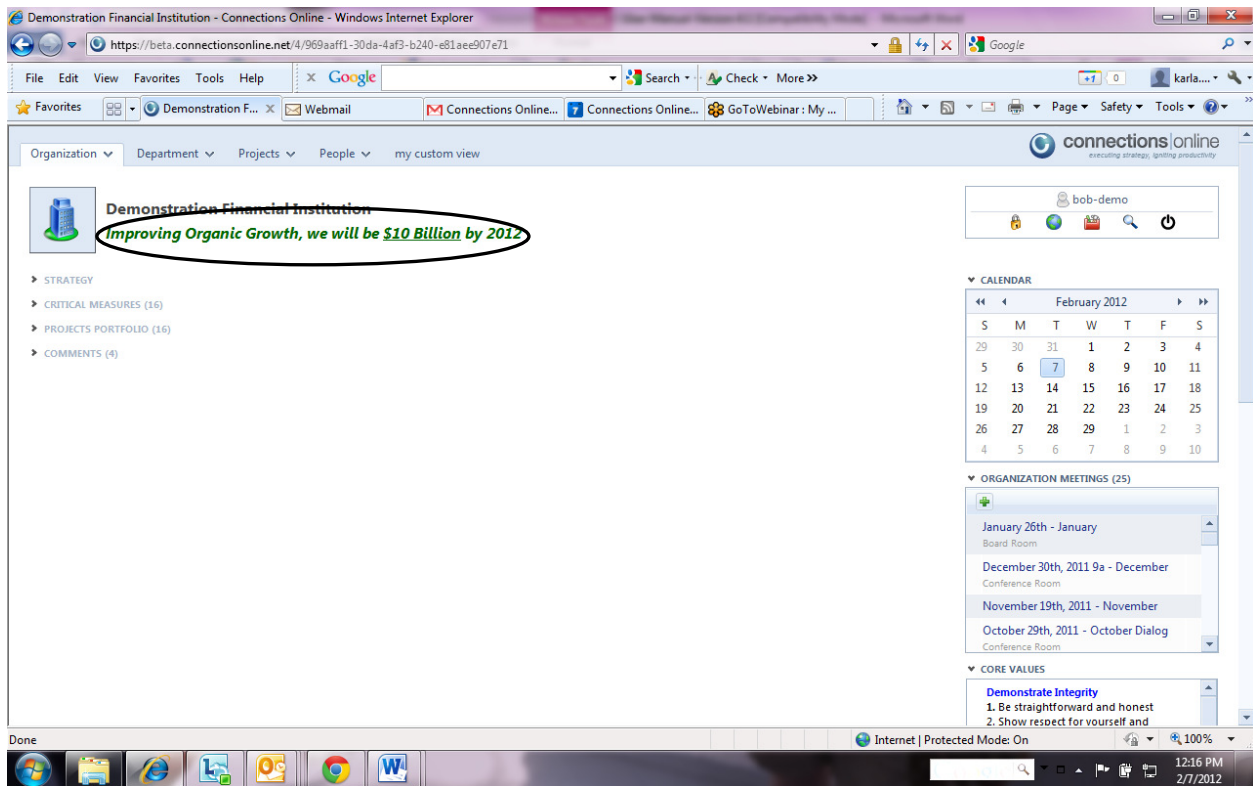 Demonstration Financial Institution - Connections Online - Windows Internet Explorer
https://beta.connectionsonline.net/4/969aaff1-30da-4af3-b240-e81aee907e71
Google
File Edit View Favorites Tools Help x Google Search Check More >> +1 0 karla....
Favorites Demonstration F... X Webmail Connections Online... Connections Online... GoToWebinar : My ... Page Safety Tools
Organization Department Projects People my custom view
connections|online
executing strategy, igniting productivity
Demonstration Financial Institution
Improving Organic Growth, we will be $10 Billion by 2012
STRATEGY
CRITICAL MEASURES (16)
PROJECTS PORTFOLIO (16)
COMMENTS (4)
bob-demo
CALENDAR
February 2012
S M T W T F S
29 30 31 1 2 3 4
5 6 7 8 9 10 11
12 13 14 15 16 17 18
19 20 21 22 23 24 25
26 27 28 29 1 2 3
4 5 6 7 8 9 10
ORGANIZATION MEETINGS (25)
January 26th - January
Board Room
December 30th, 2011 9a - December
Conference Room
November 19th, 2011 - November
October 29th, 2011 - October Dialog
Conference Room
CORE VALUES
Demonstrate Integrity
1. Be straightforward and honest
2. Show respect for yourself and
Done
Internet | Protected Mode: On
100%
12:16 PM
2/7/2012